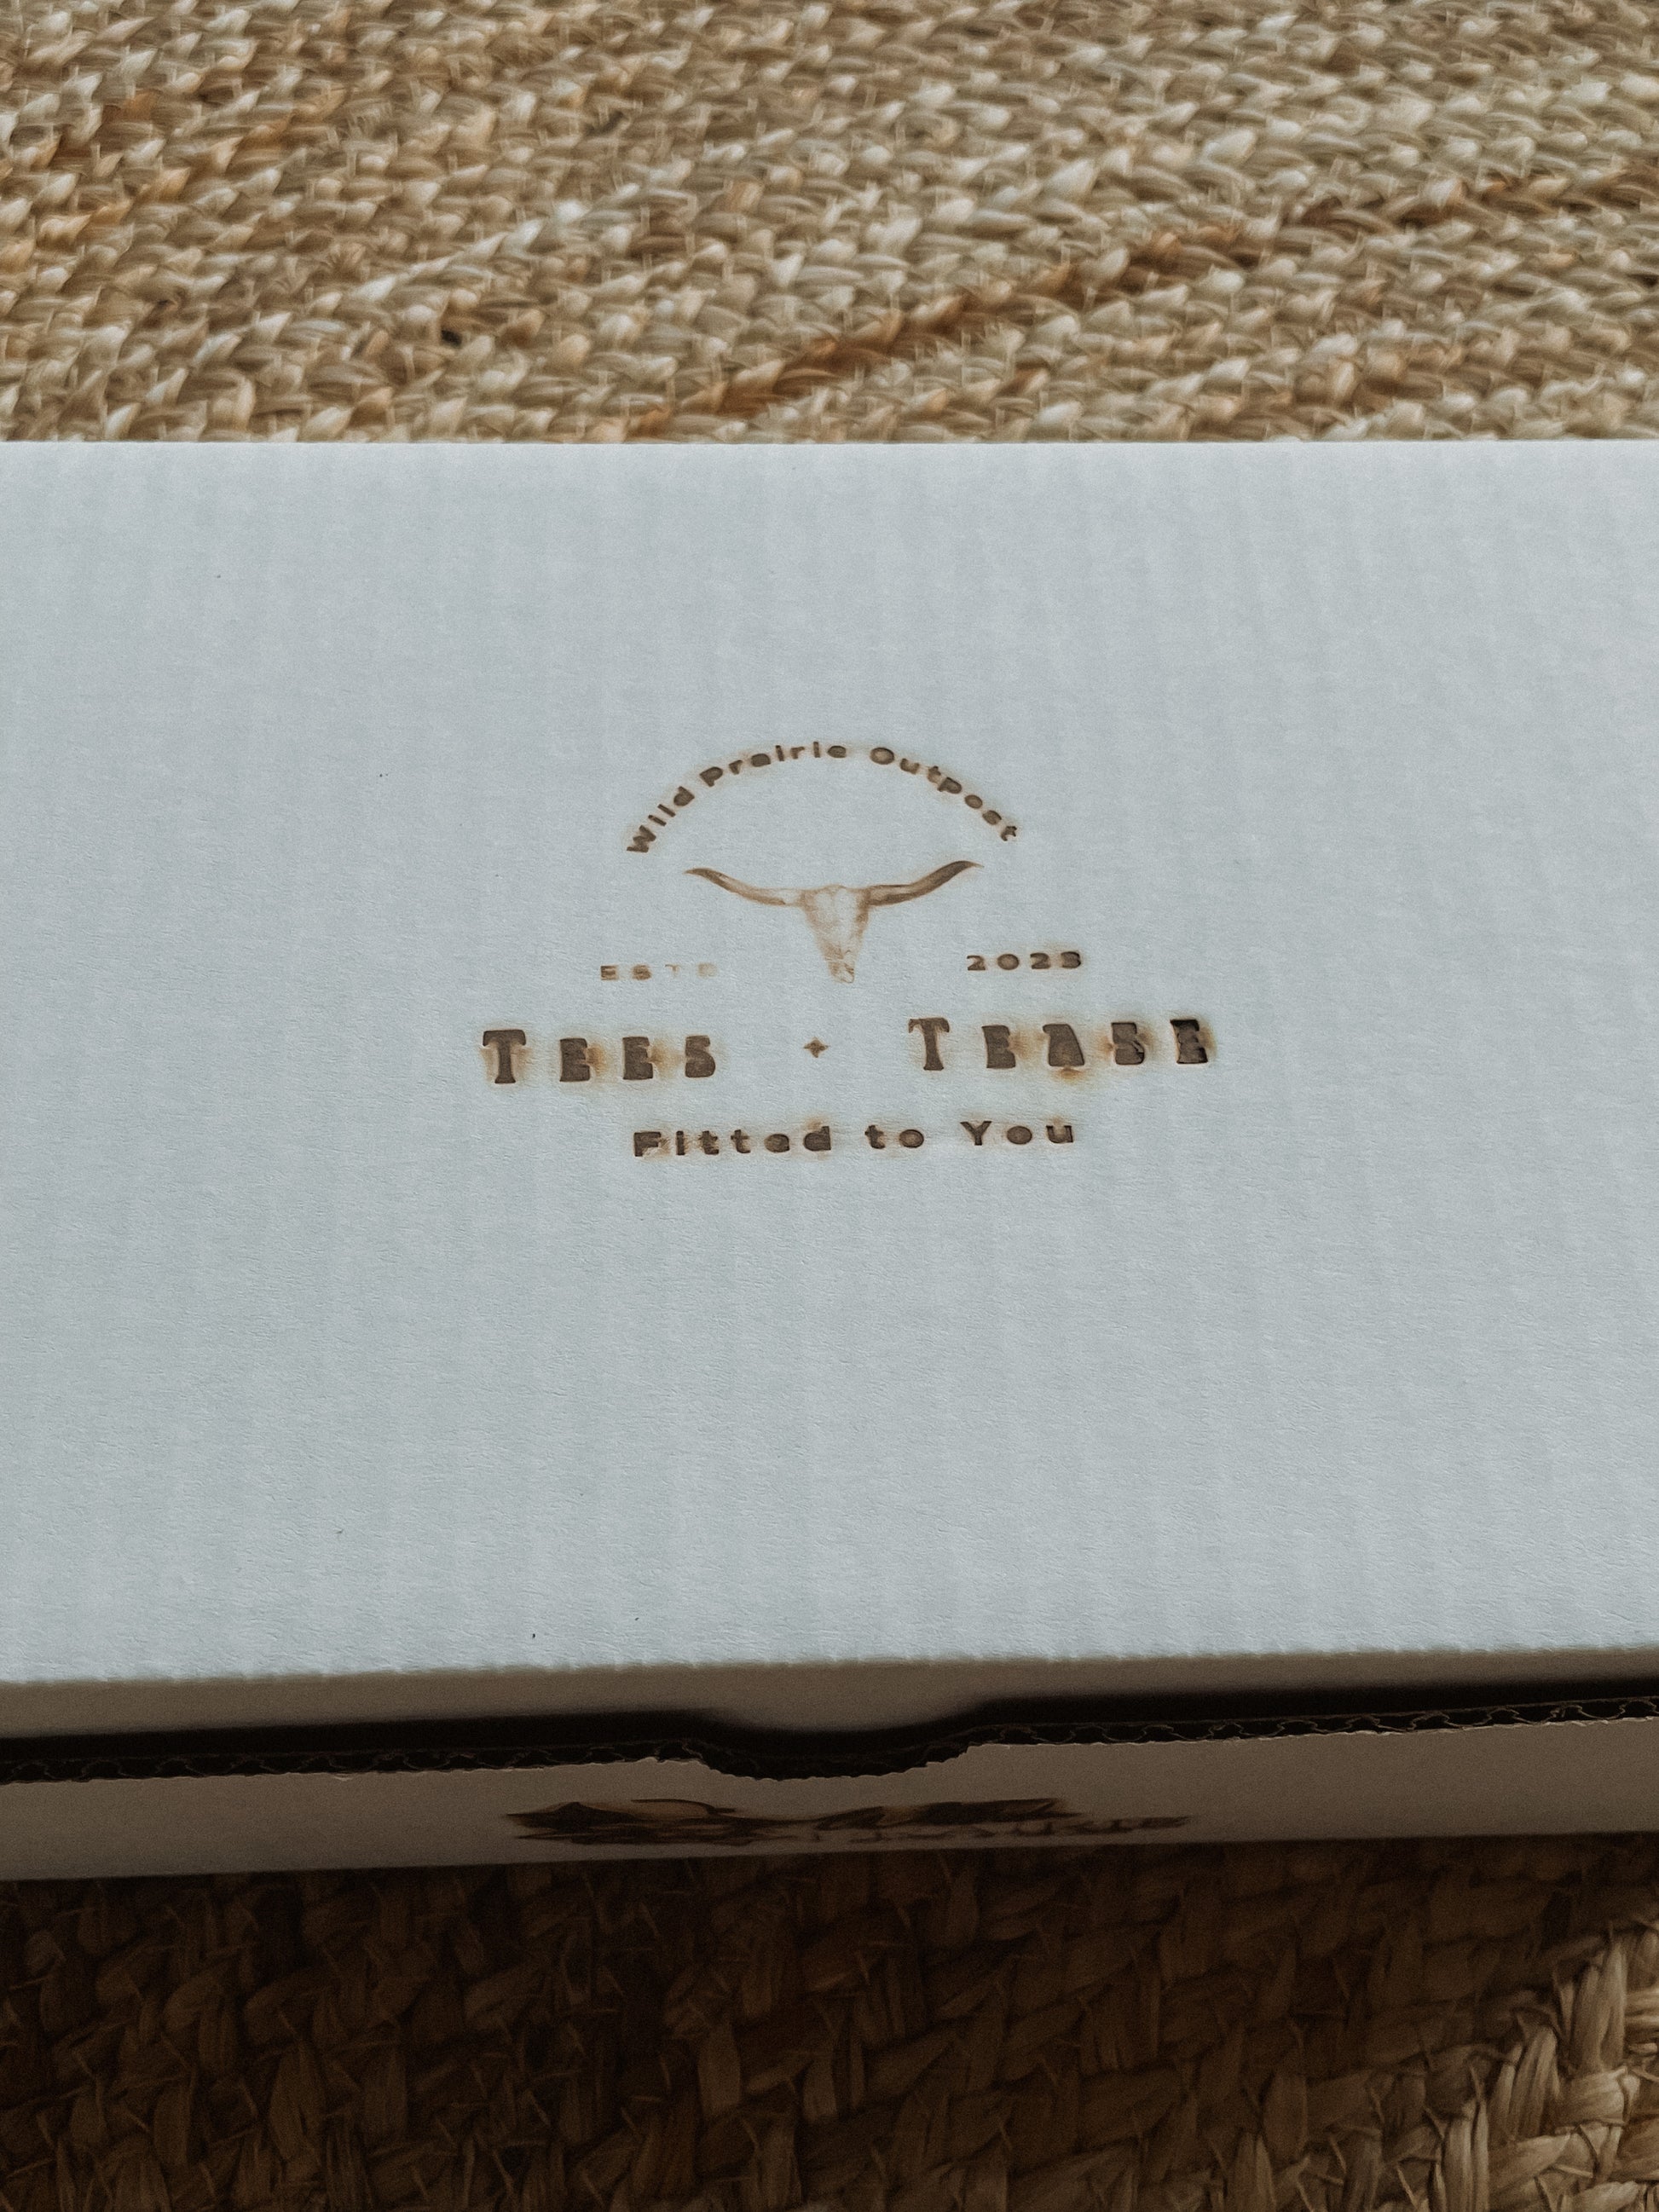 Wild Prairie Outpost
ESTD 2023
TEES TEASE
Fitted to You